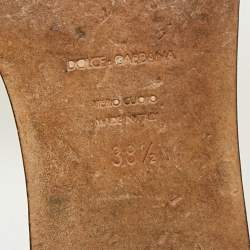 DOLCE & GABBANA
VERO CUOIO
MADE IN ITALY
38½